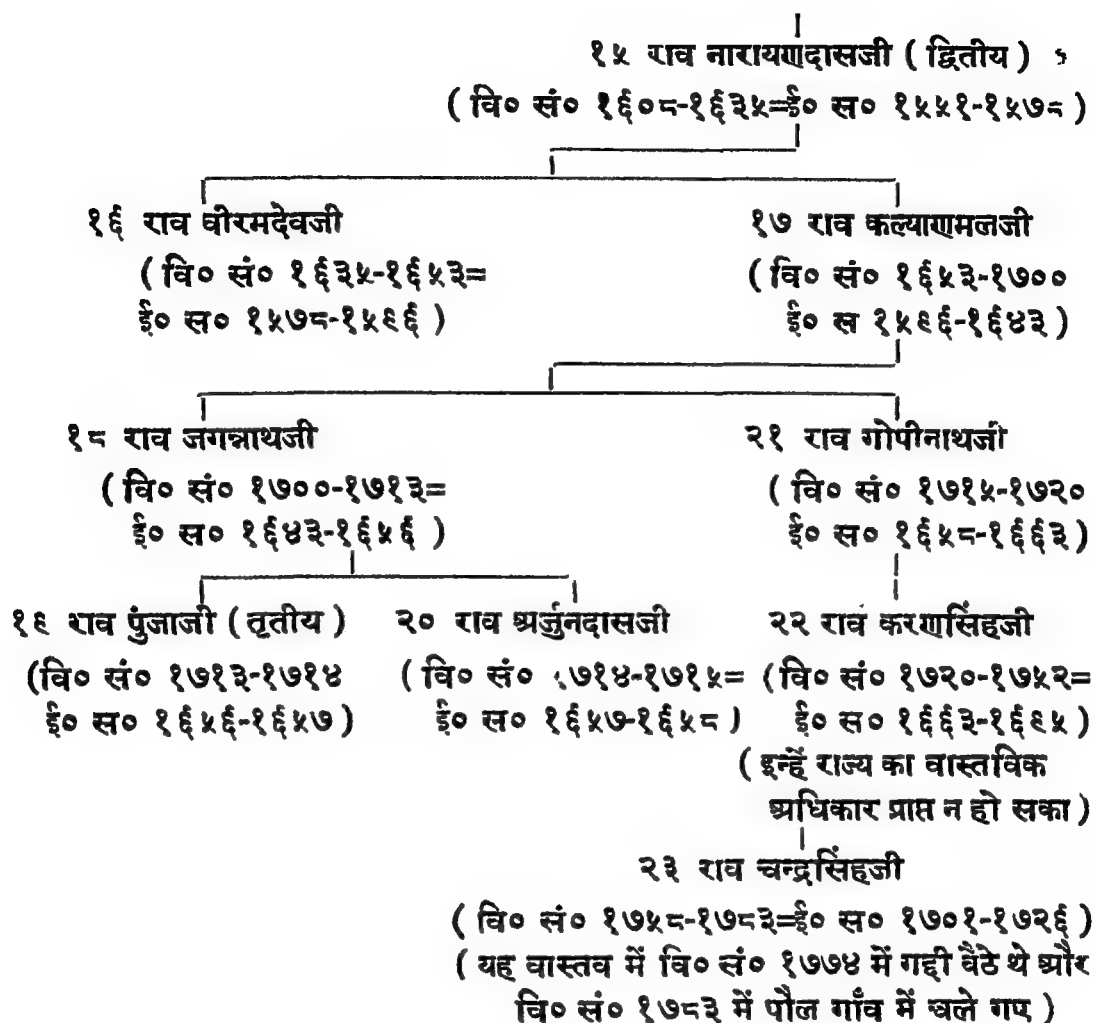 १५ राव नारायणदासजी ( द्वितीय )
( वि० सं० १६०८-१६३५=ई० स० १५५१-१५७८ )
१६ राव वीरमदेवजी
( वि० सं० १६३५-१६५३=
ई० स० १५७८-१५९६ )
१७ राव कल्याणमलजी
( वि० सं० १६५३-१७००
ई० स १५९६-१६४३ )
१८ राव जगन्नाथजी
( वि० सं० १७००-१७१३=
ई० स० १६४३-१६५६ )
२१ राव गोपीनाथजी
( वि० सं० १७१५-१७२०
ई० स० १६५८-१६६३ )
१९ राव पुंजाजी ( तृतीय )
(वि० सं० १७१३-१७१४
ई० स० १६५६-१६५७ )
२० राव अर्जुनदासजी
( वि० सं० १७१४-१७१५=
ई० स० १६५७-१६५८ )
२२ राव करणसिंहजी
(वि० सं० १७२०-१७५२=
ई० स० १६६३-१६९५ )
( इन्हें राज्य का वास्तविक
अधिकार प्राप्त न हो सका )
२३ राव चन्द्रसिंहजी
( वि० सं० १७५८-१७८३=ई० स० १७०१-१७२६ )
( यह वास्तव में वि० सं० १७७४ में गद्दी बैठे थे और
वि० सं० १७८३ में पौल गाँव में चले गए )